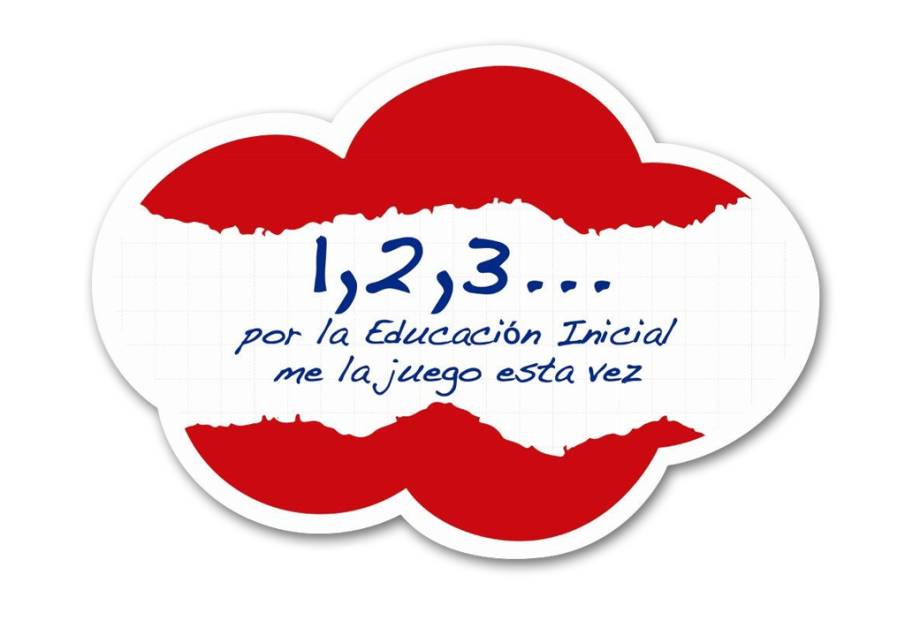 1,2,3...
por la Educación Inicial
me la juego esta vez